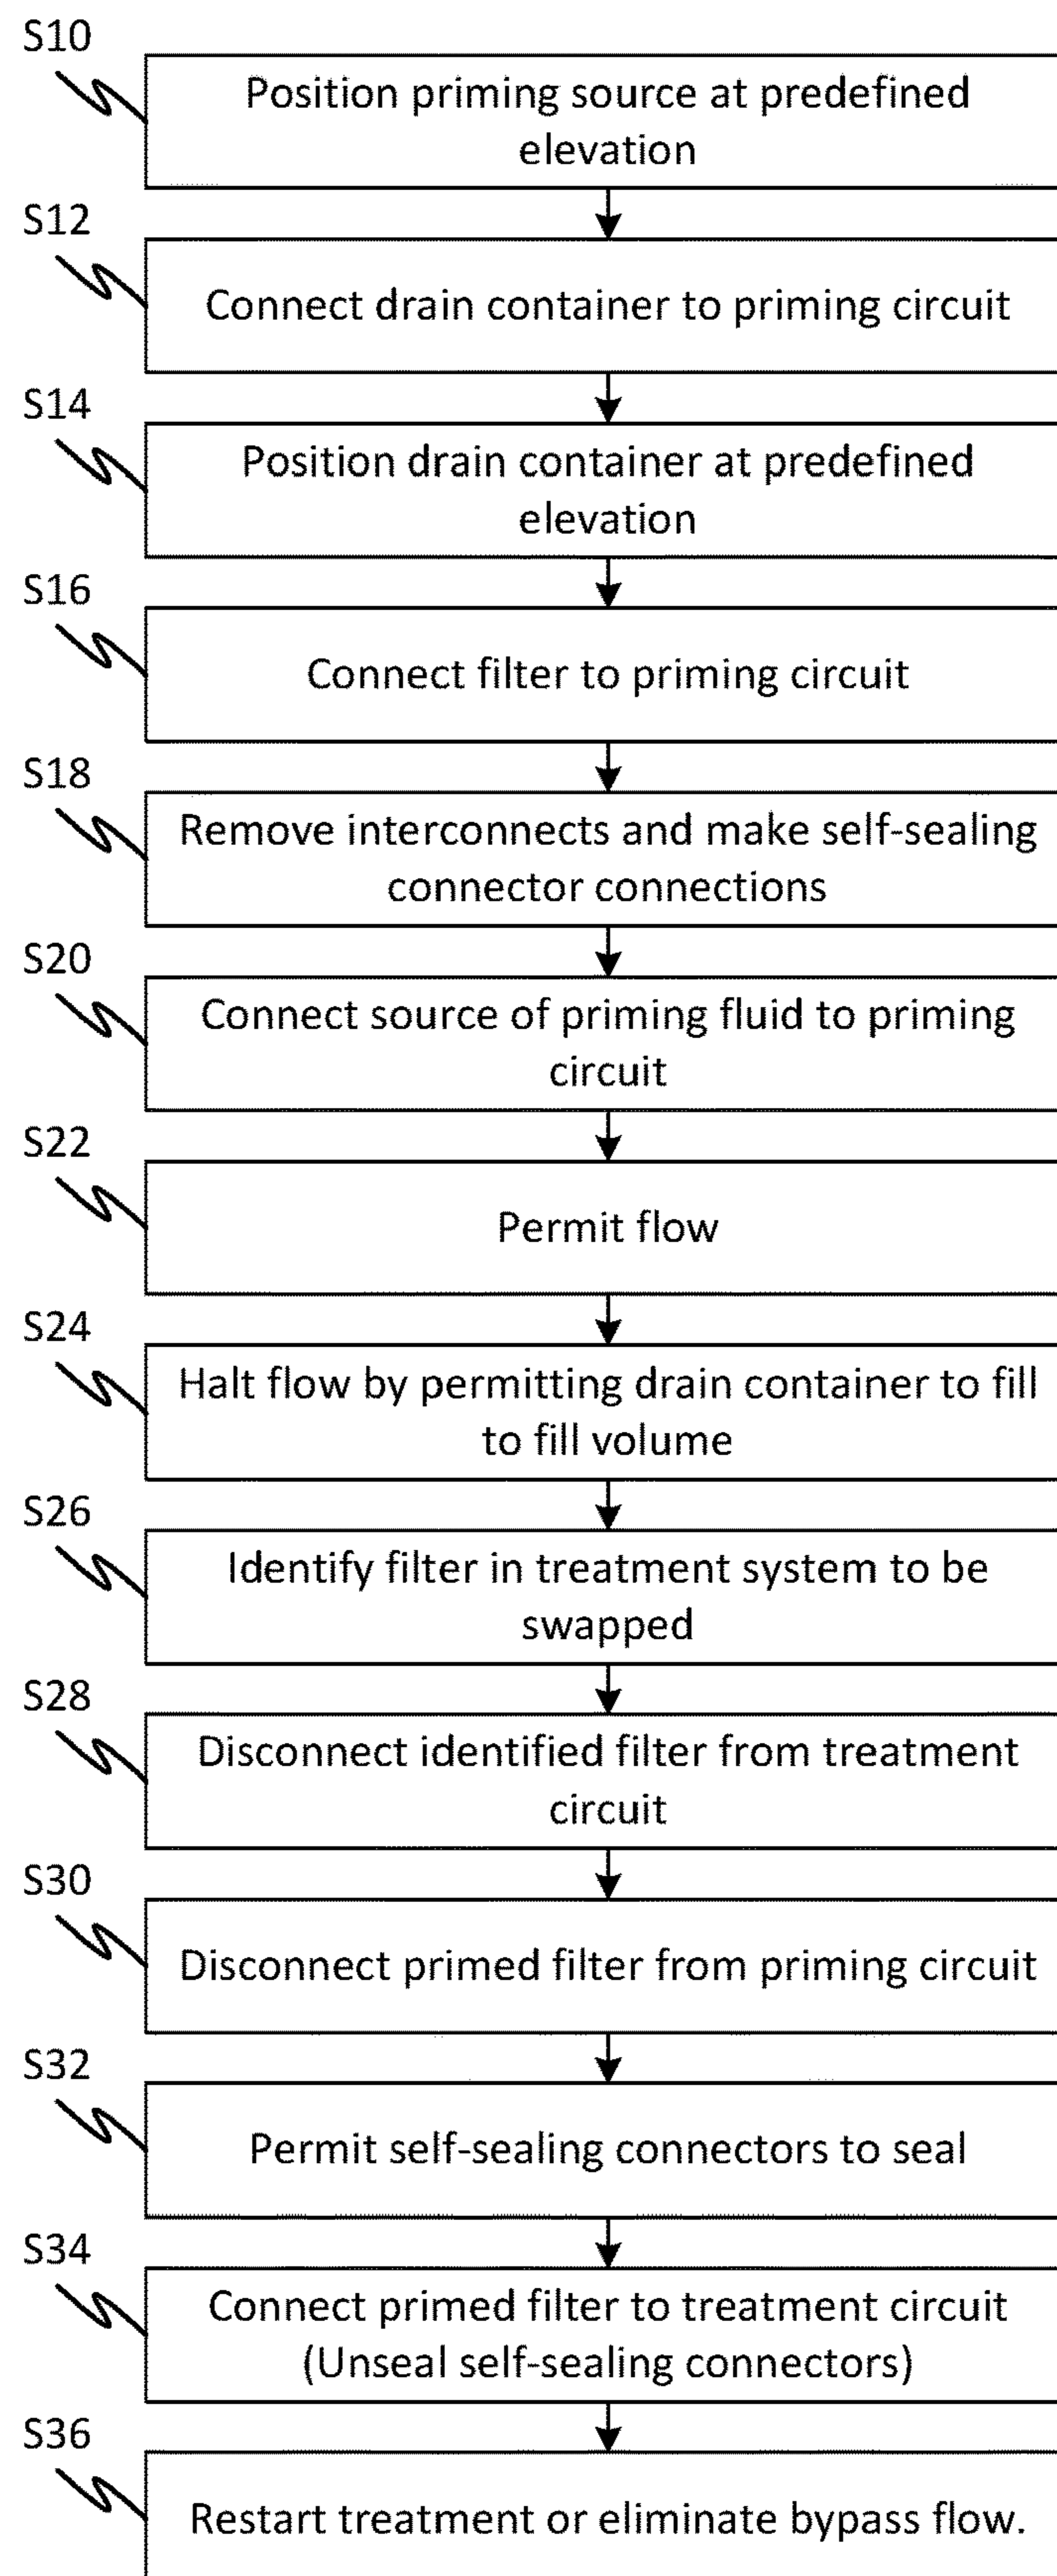 S10
Position priming source at predefined
elevation
S12
Connect drain container to priming circuit
S14
Position drain container at predefined
elevation
S16
Connect filter to priming circuit
S18
Remove interconnects and make self-sealing
connector connections
S20
Connect source of priming fluid to priming
circuit
S22
Permit flow
S24
Halt flow by permitting drain container to fill
to fill volume
S26
Identify filter in treatment system to be
swapped
S28
Disconnect identified filter from treatment
circuit
S30
Disconnect primed filter from priming circuit
S32
Permit self-sealing connectors to seal
S34
Connect primed filter to treatment circuit
(Unseal self-sealing connectors)
S36
Restart treatment or eliminate bypass flow.